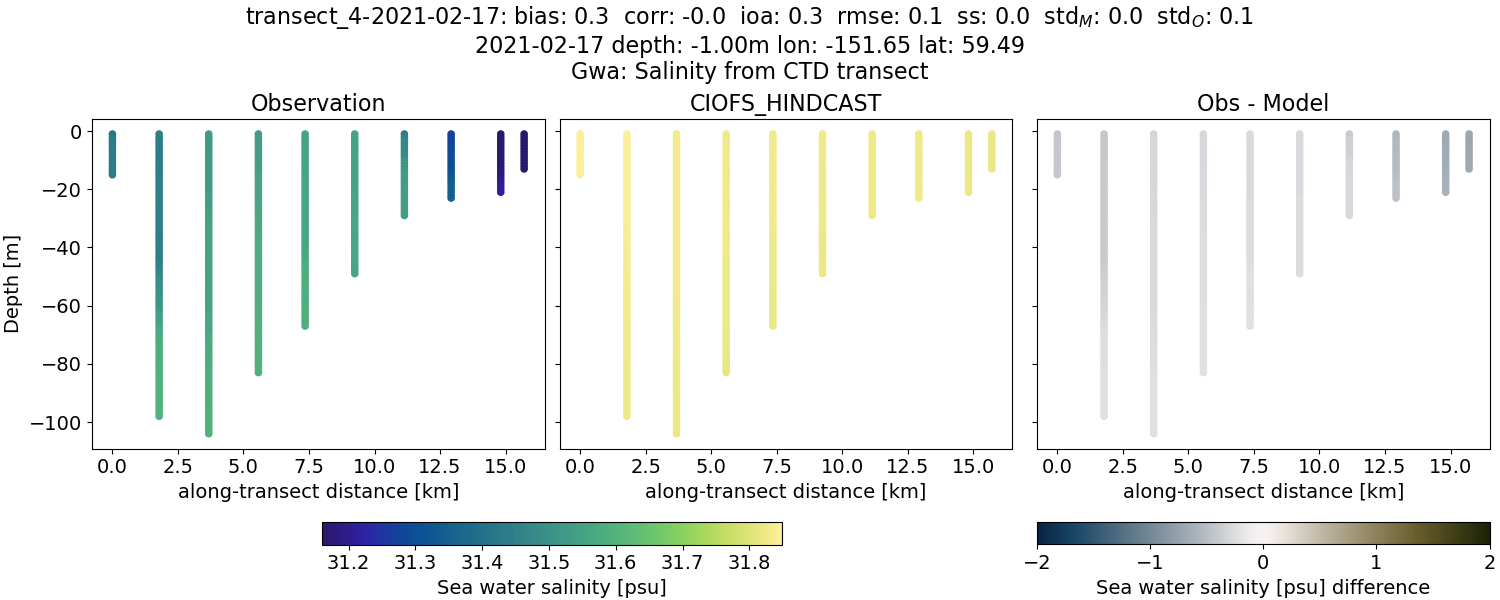 transect_4-2021-02-17: bias: 0.3 corr: -0.0 ioa: 0.3 rmse: 0.1 ss: 0.0 std_M: 0.0 std_O: 0.1
2021-02-17 depth: -1.00m lon: -151.65 lat: 59.49
Gwa: Salinity from CTD transect
Observation
CIOFS_HINDCAST
Obs - Model
Depth [m]
0
−20
−40
−60
−80
−100
0.0 2.5 5.0 7.5 10.0 12.5 15.0
along-transect distance [km]
0.0 2.5 5.0 7.5 10.0 12.5 15.0
along-transect distance [km]
0.0 2.5 5.0 7.5 10.0 12.5 15.0
along-transect distance [km]
31.2 31.3 31.4 31.5 31.6 31.7 31.8
Sea water salinity [psu]
−2 −1 0 1 2
Sea water salinity [psu] difference